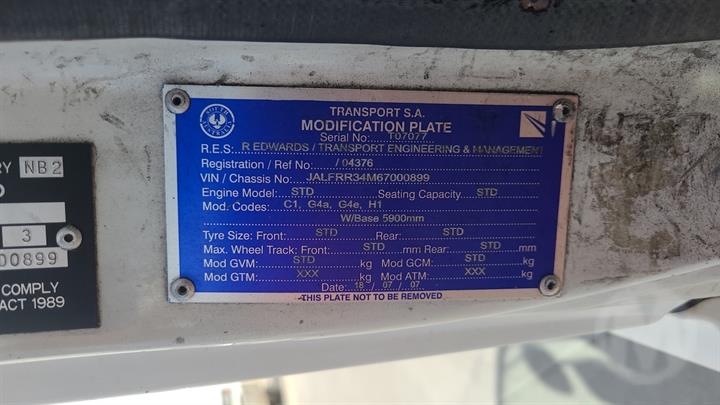 RY NB2
3
00899
COMPLY
ACT 1989
SOUTH AUSTRALIA
TRANSPORT S.A.
MODIFICATION PLATE
Serial No: T07077
R.E.S: R EDWARDS / TRANSPORT ENGINEERING & MANAGEMENT
Registration / Ref No: / 04376
VIN / Chassis No: JALFRR34M67000899
Engine Model: STD Seating Capacity STD
Mod. Codes: C1, G4a, G4e, H1
W/Base 5900mm
Tyre Size: Front: STD Rear: STD
Max. Wheel Track: Front: STD mm Rear: STD mm
Mod GVM: STD kg Mod GCM: STD kg
Mod GTM: XXX kg Mod ATM: XXX kg
Date: 18 / 07 / 07
THIS PLATE NOT TO BE REMOVED